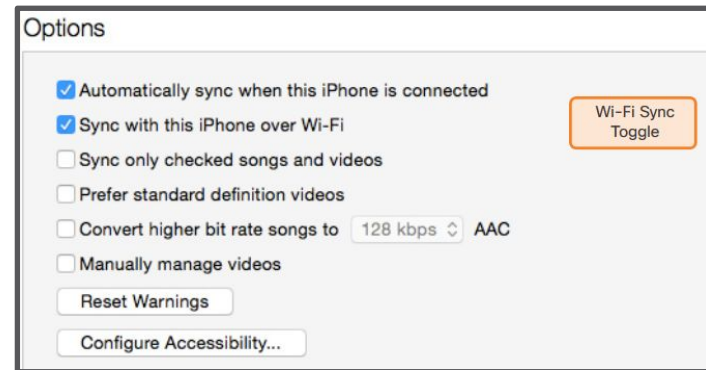 Options
Automatically sync when this iPhone is connected
Sync with this iPhone over Wi-Fi
Wi-Fi Sync
Toggle
Sync only checked songs and videos
Prefer standard definition videos
Convert higher bit rate songs to 128 kbps AAC
Manually manage videos
Reset Warnings
Configure Accessibility...